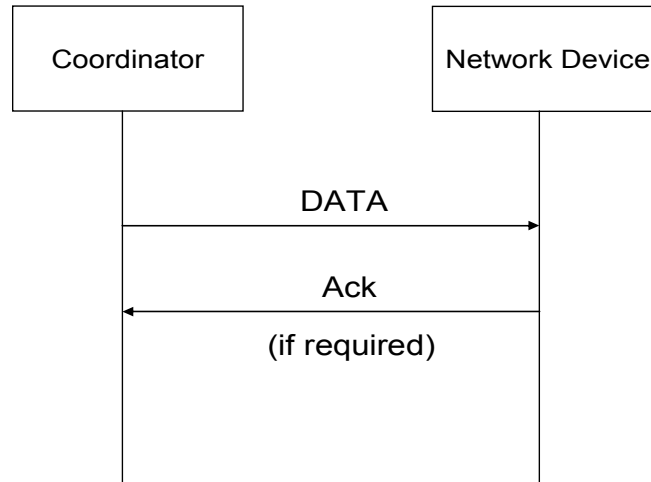 Coordinator
Network Device
DATA
Ack
(if required)